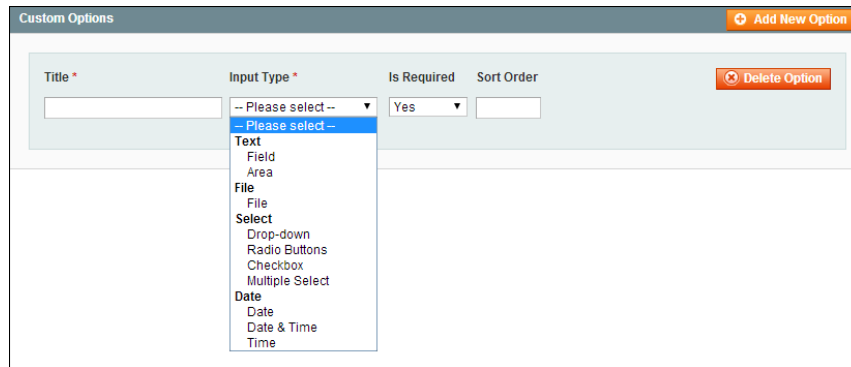 Custom Options
Add New Option
Title *
Input Type *
Is Required
Sort Order
Delete Option
-- Please select --
Yes
-- Please select --
Text
Field
Area
File
File
Select
Drop-down
Radio Buttons
Checkbox
Multiple Select
Date
Date
Date & Time
Time